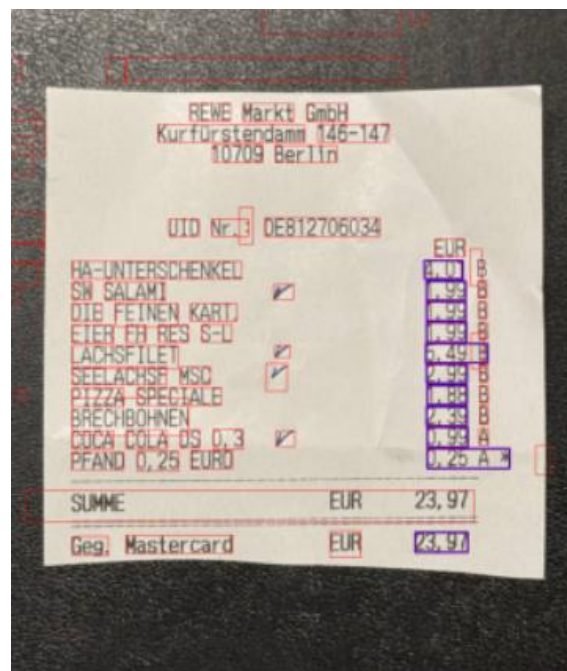 REWE Markt GmbH
Kurfürstendamm 146-147
10709 Berlin
UID Nr.: DE812706034
EUR
HA-UNTERSCHENKEL 4,01 B
SW SALAMI 1,99 B
DIE FEINEN KART. 1,99 B
EIER FH RES S-L 1,99 B
LACHSFILET 5,49 B
SEELACHSF MSC 2,99 B
PIZZA SPECIALE 1,88 B
BRECHBOHNEN 2,39 B
COCA COLA DS 0,3 0,99 A
PFAND 0,25 EURO 0,25 A *
SUMME EUR 23,97
Geg. Mastercard EUR 23,97